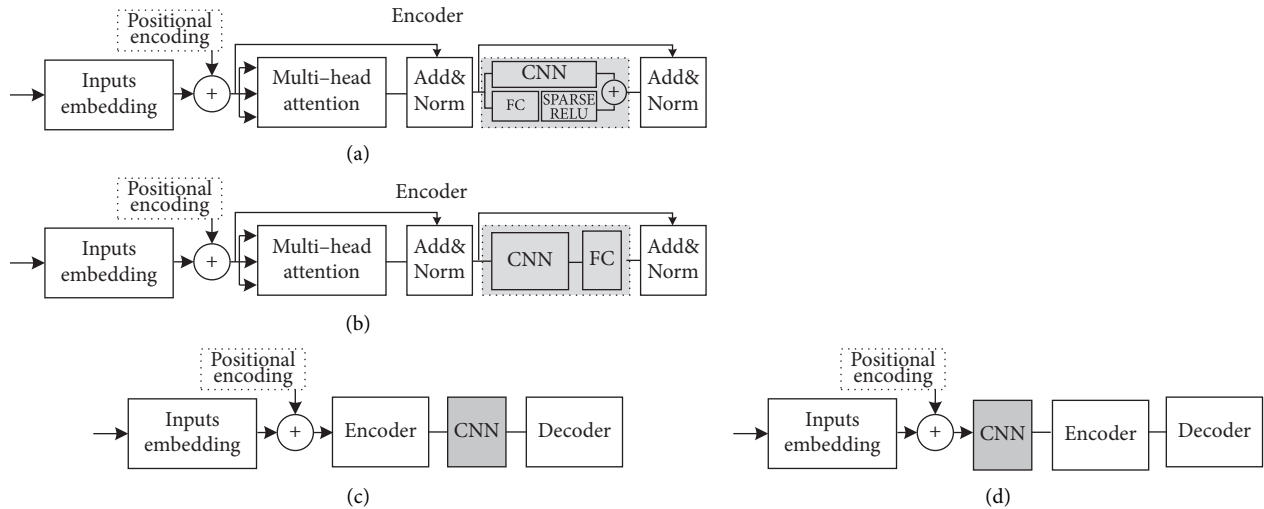 Positional
encoding
Encoder
Inputs
embedding
+
Multi–head
attention
Add&
Norm
CNN
FC
SPARSE
RELU
+
Add&
Norm
(a)
Positional
encoding
Encoder
Inputs
embedding
+
Multi–head
attention
Add&
Norm
CNN
FC
Add&
Norm
(b)
Positional
encoding
Inputs
embedding
+
Encoder
CNN
Decoder
(c)
Positional
encoding
Inputs
embedding
+
CNN
Encoder
Decoder
(d)